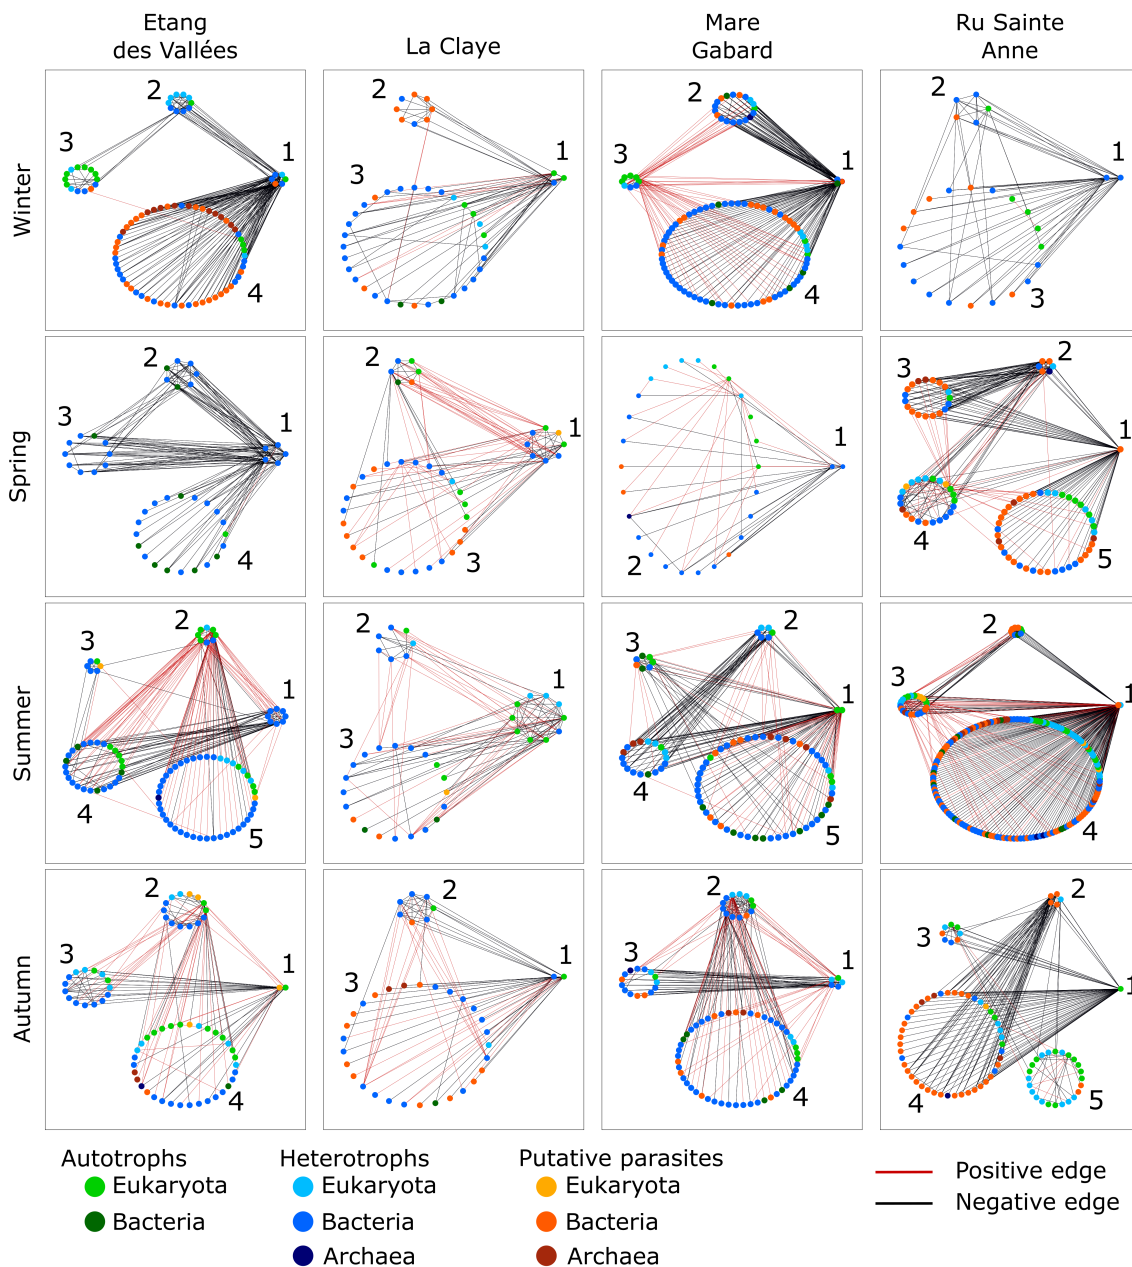 Etang
des Vallées
La Claye
Mare
Gabard
Ru Sainte
Anne
Winter
2
3
1
4
2
3
1
2
3
1
4
2
1
3
Spring
2
3
1
4
2
1
3
1
2
2
3
1
4
5
Summer
2
3
1
4
5
2
1
3
2
3
1
4
5
2
3
1
4
Autumn
2
3
1
4
2
3
1
2
3
1
4
2
3
1
4
5
Autotrophs
Eukaryota
Bacteria
Heterotrophs
Eukaryota
Bacteria
Archaea
Putative parasites
Eukaryota
Bacteria
Archaea
Positive edge
Negative edge